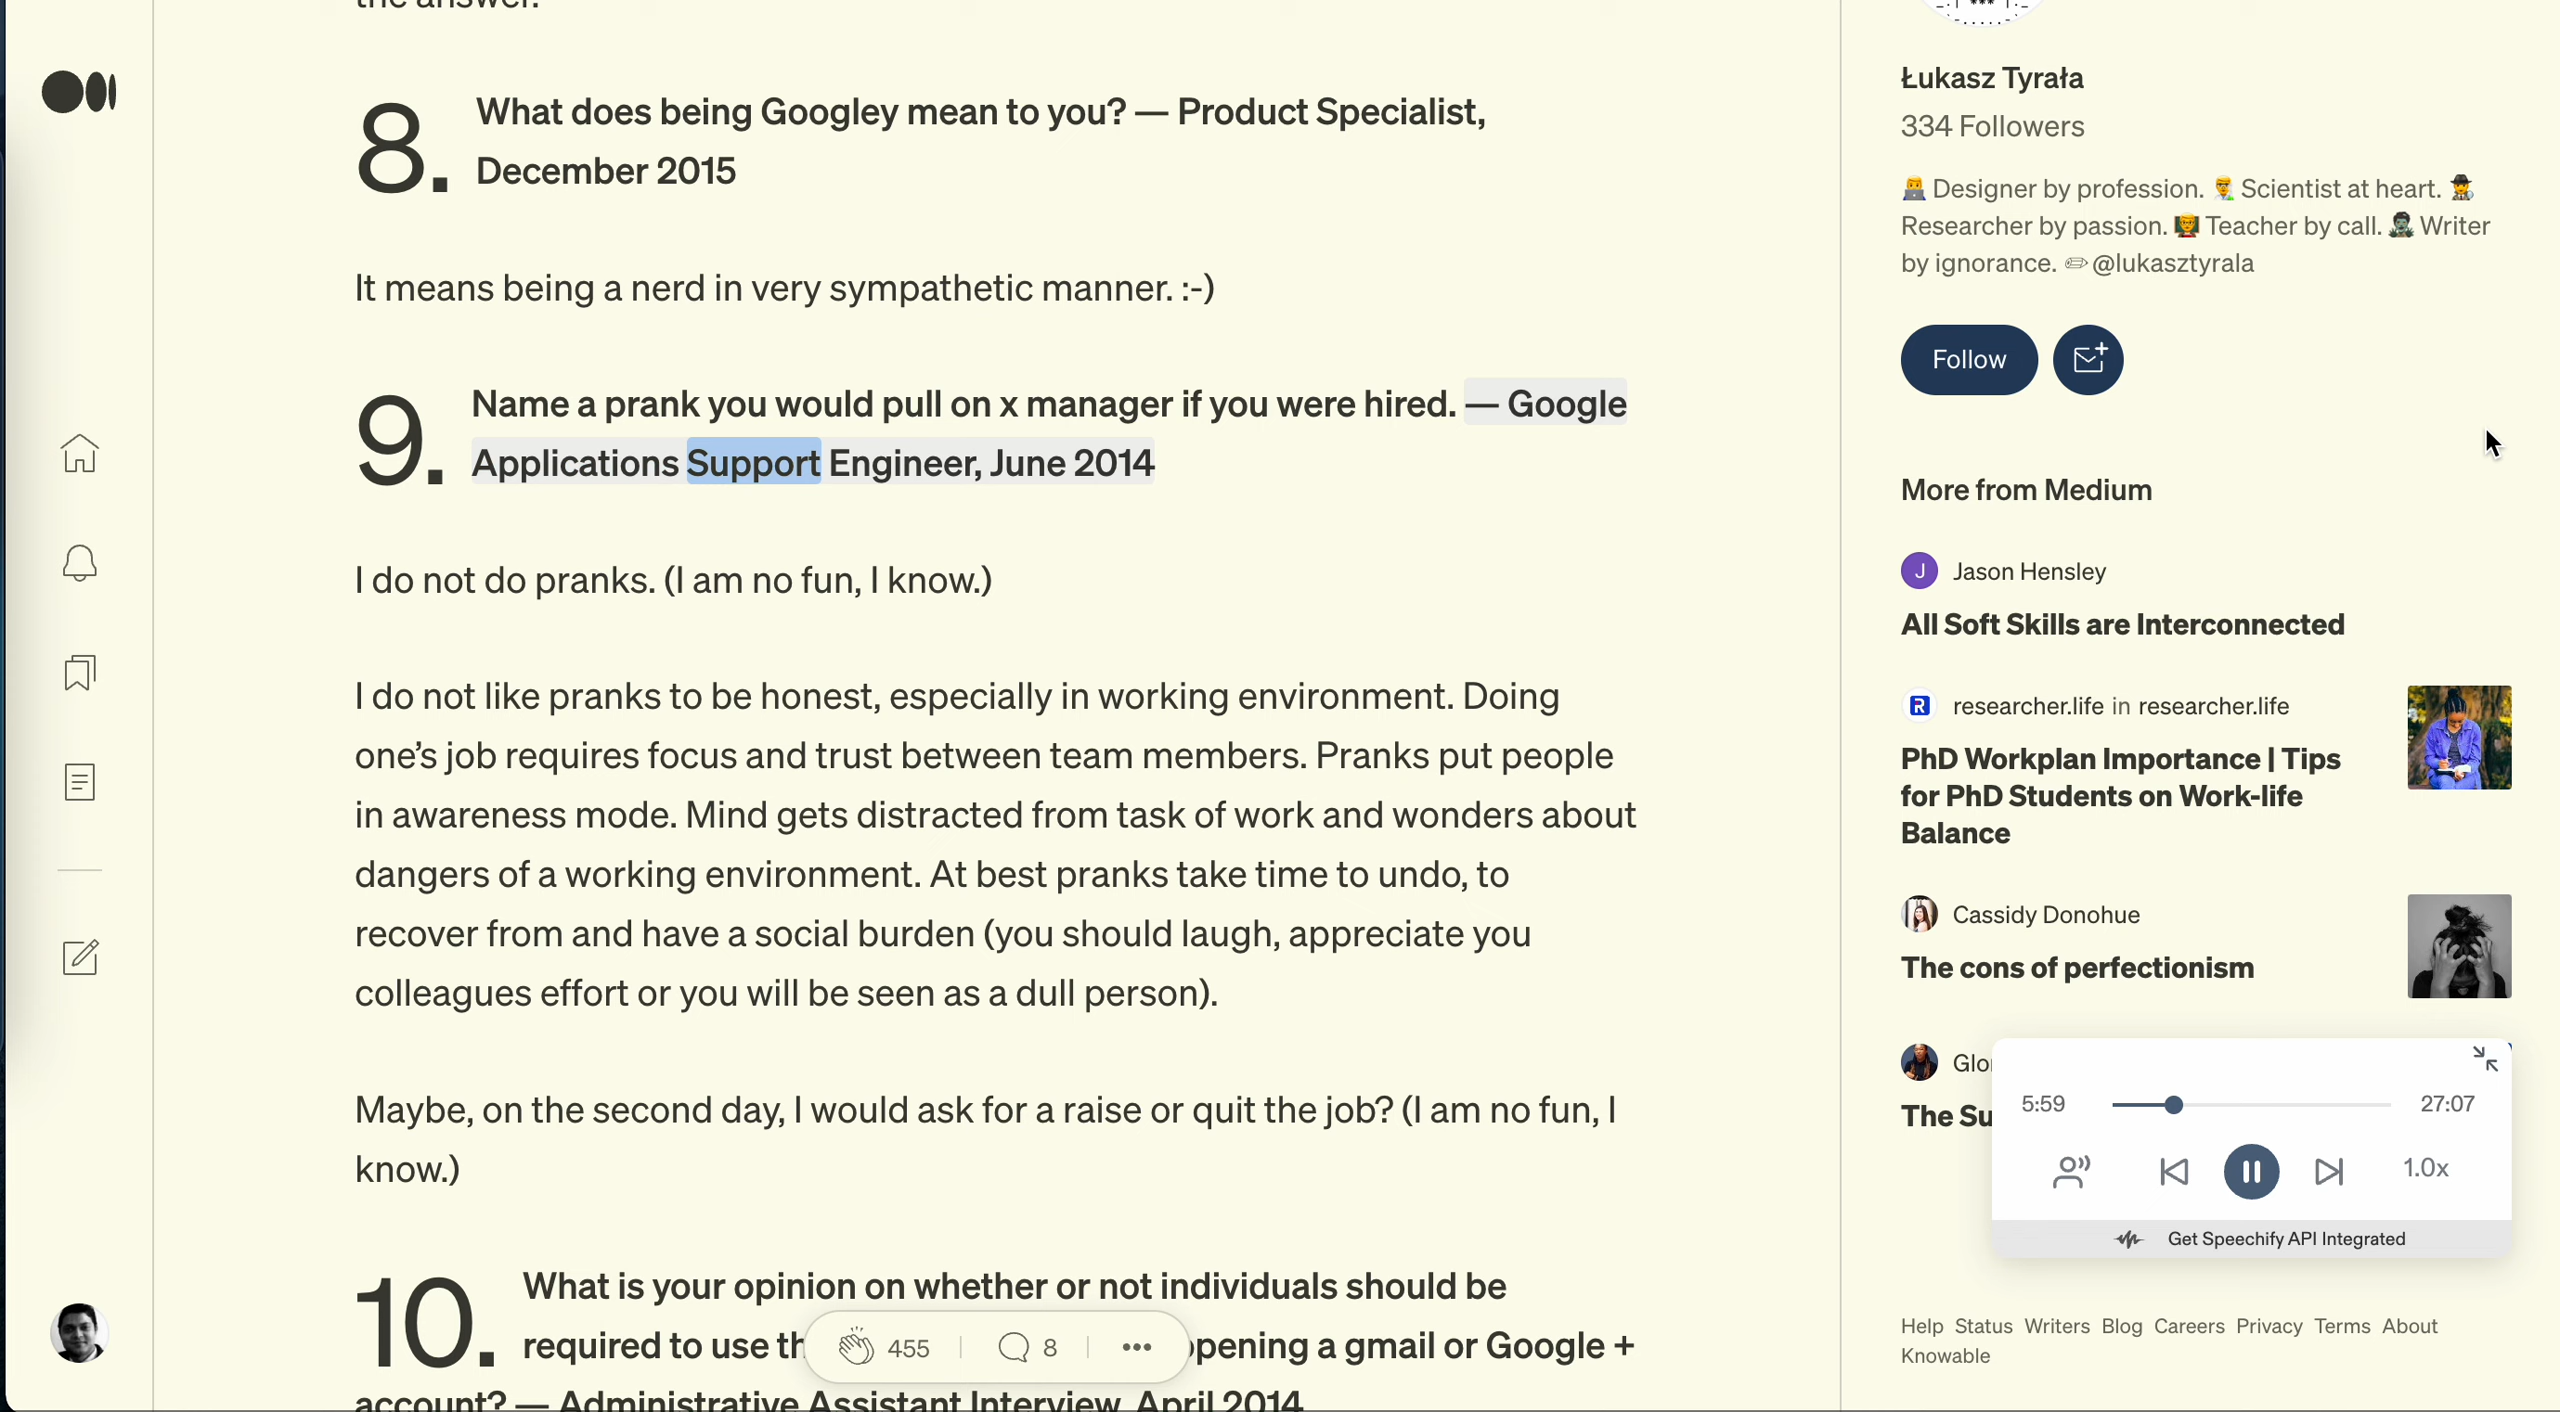 the answer.
8. What does being Googley mean to you? — Product Specialist,
December 2015
It means being a nerd in very sympathetic manner. :-)
9. Name a prank you would pull on x manager if you were hired. — Google
Applications Support Engineer, June 2014
I do not do pranks. (I am no fun, I know.)
I do not like pranks to be honest, especially in working environment. Doing
one’s job requires focus and trust between team members. Pranks put people
in awareness mode. Mind gets distracted from task of work and wonders about
dangers of a working environment. At best pranks take time to undo, to
recover from and have a social burden (you should laugh, appreciate you
colleagues effort or you will be seen as a dull person).
Maybe, on the second day, I would ask for a raise or quit the job? (I am no fun, I
know.)
10. What is your opinion on whether or not individuals should be
required to use pening a gmail or Google +
account? — Administrative Assistant Interview, April 2014
455
8
Łukasz Tyrała
334 Followers
Designer by profession. Scientist at heart.
Researcher by passion. Teacher by call. Writer
by ignorance. @lukasztyrala
Follow
More from Medium
J Jason Hensley
All Soft Skills are Interconnected
R researcher.life in researcher.life
PhD Workplan Importance | Tips
for PhD Students on Work-life
Balance
Cassidy Donohue
The cons of perfectionism
Glo
The Su
5:59
27:07
1.0x
Get Speechify API Integrated
Help Status Writers Blog Careers Privacy Terms About
Knowable